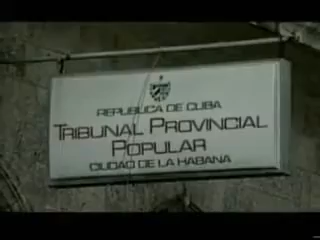 REPUBLICA DE CUBA
TRIBUNAL PROVINCIAL
POPULAR
CIUDAD DE LA HABANA